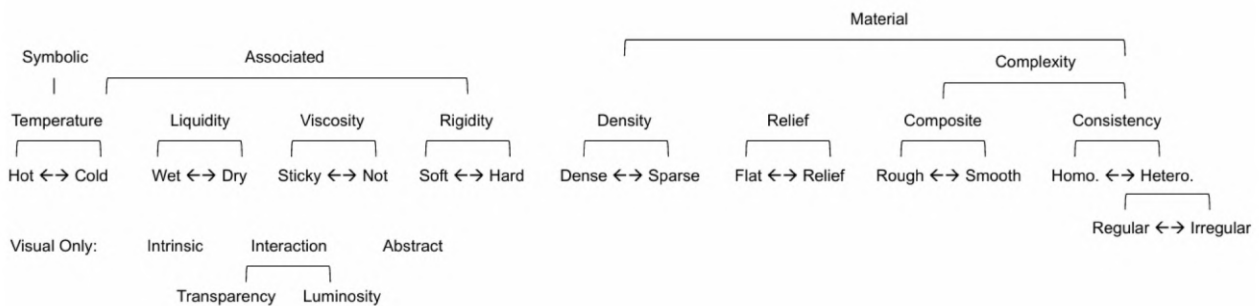 Material
Symbolic Associated Complexity
Temperature Liquidity Viscosity Rigidity Density Relief Composite Consistency
Hot ←→ Cold Wet ←→ Dry Sticky ←→ Not Soft ←→ Hard Dense ←→ Sparse Flat ←→ Relief Rough ←→ Smooth Homo. ←→ Hetero.
Regular ←→ Irregular
Visual Only: Intrinsic Interaction Abstract
Transparency Luminosity